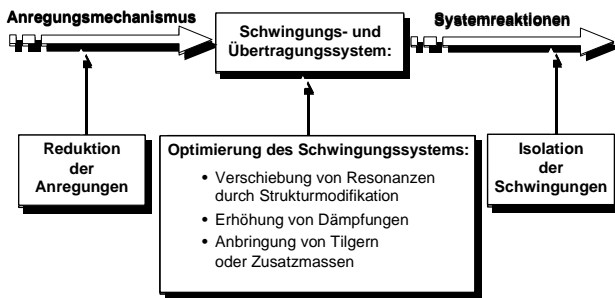 Anregungsmechanismus
Schwingungs- und
Übertragungssystem:
Systemreaktionen
Reduktion
der
Anregungen
Optimierung des Schwingungssystems:
• Verschiebung von Resonanzen
durch Strukturmodifikation
• Erhöhung von Dämpfungen
• Anbringung von Tilgern
oder Zusatzmassen
Isolation
der
Schwingungen